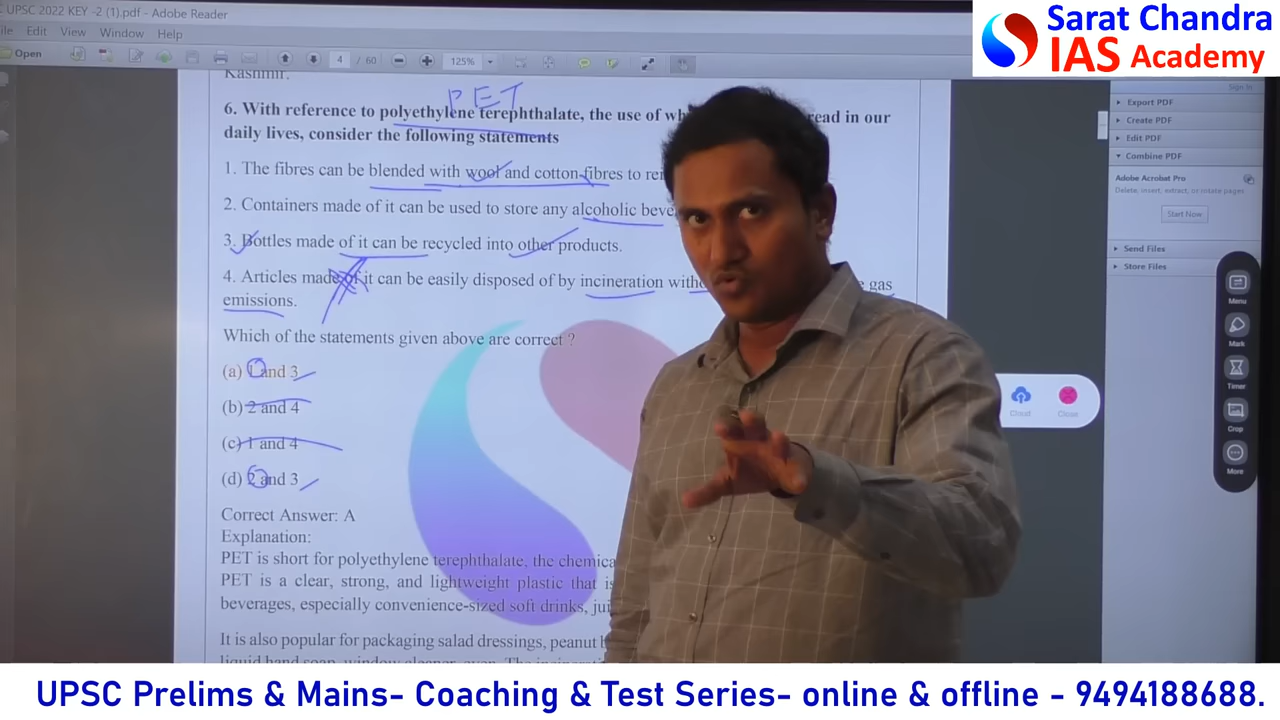 UPSC 2022 KEY -2 (1).pdf - Adobe Reader
Edit View Window Help
Open
4 / 60
125%
Sarat Chandra
IAS Academy
Sign In
Export PDF
Create PDF
Edit PDF
Combine PDF
Adobe Acrobat Pro
Delete, insert, extract, or rotate pages
Start Now
Send Files
Store Files
Menu
Mark
Timer
Crop
More
Close
Kashmir.
PET
6. With reference to polyethylene terephthalate, the use of read in our
daily lives, consider the following statements
1. The fibres can be blended with wool and cotton fibres to
2. Containers made of it can be used to store any alcoholic
3. Bottles made of it can be recycled into other products.
4. Articles made of it can be easily disposed of by incineration gas
emissions.
Which of the statements given above are correct ?
(a) 1 and 3
(b) 2 and 4
(c) 1 and 4
(d) 2 and 3
Correct Answer: A
Explanation:
PET is short for polyethylene terephthalate, the
PET is a clear, strong, and lightweight plastic that
beverages, especially convenience-sized soft drinks,
It is also popular for packaging salad dressings, peanut
UPSC Prelims & Mains- Coaching & Test Series- online & offline - 9494188688.